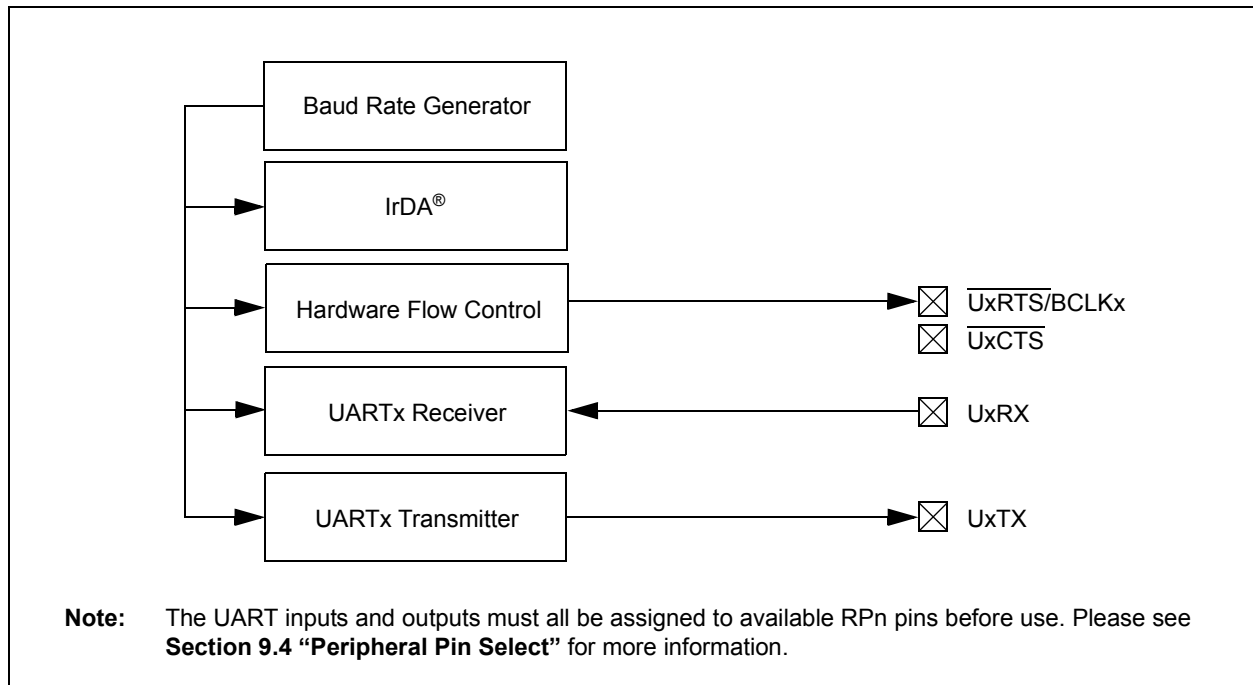 Baud Rate Generator
IrDA®
Hardware Flow Control
UxRTS/BCLKx
UxCTS
UARTx Receiver
UxRX
UARTx Transmitter
UxTX
Note: The UART inputs and outputs must all be assigned to available RPn pins before use. Please see
Section 9.4 “Peripheral Pin Select” for more information.